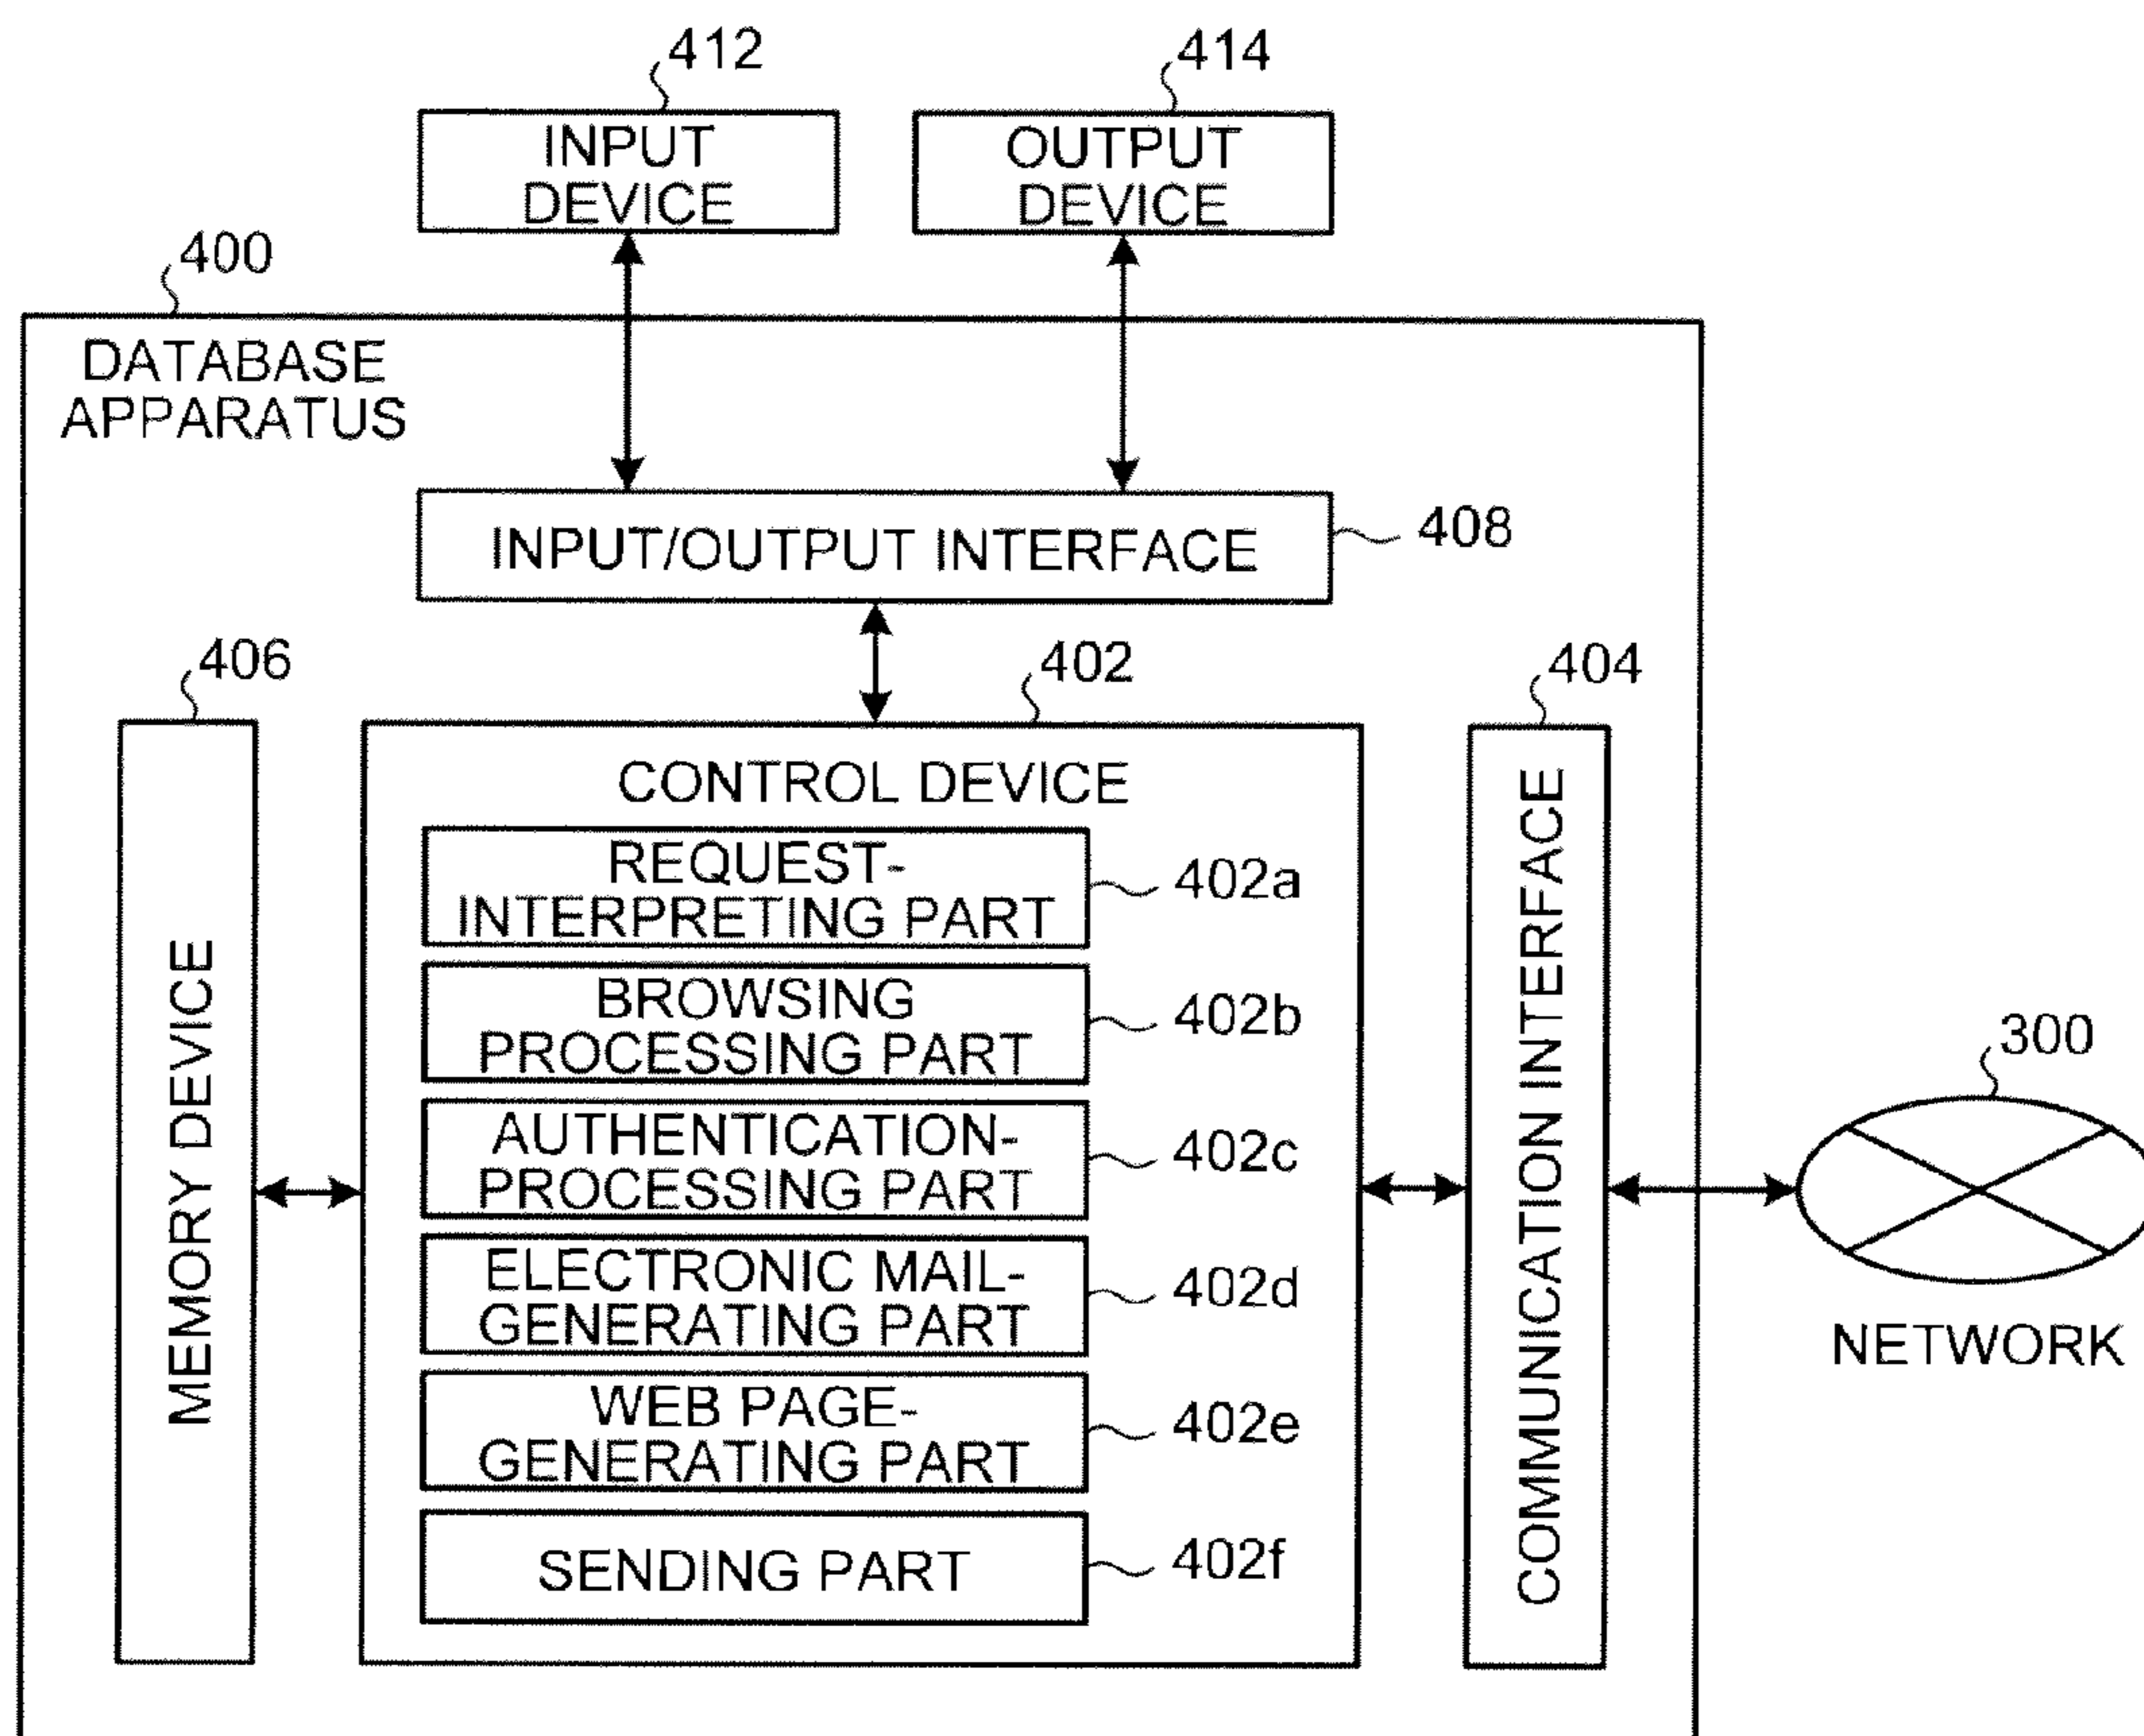 412
414
INPUT
DEVICE
OUTPUT
DEVICE
400
DATABASE
APPARATUS
INPUT/OUTPUT INTERFACE
408
406
402
404
MEMORY DEVICE
CONTROL DEVICE
REQUEST-
INTERPRETING PART
402a
BROWSING
PROCESSING PART
402b
AUTHENTICATION-
PROCESSING PART
402c
ELECTRONIC MAIL-
GENERATING PART
402d
WEB PAGE-
GENERATING PART
402e
SENDING PART
402f
COMMUNICATION INTERFACE
300
NETWORK